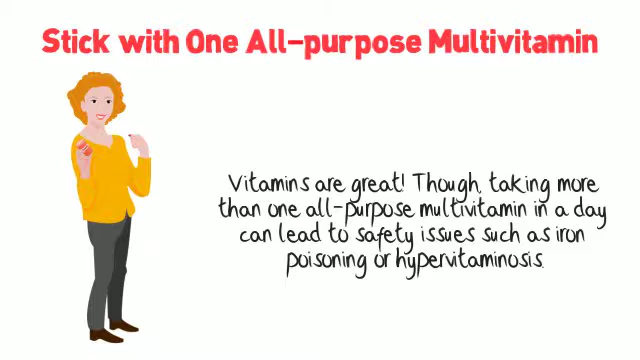 Stick with One All-purpose Multivitamin
Vitamins are great! Though, taking more
than one all-purpose multivitamin in a day
can lead to safety issues such as iron
poisoning or hypervitaminosis.